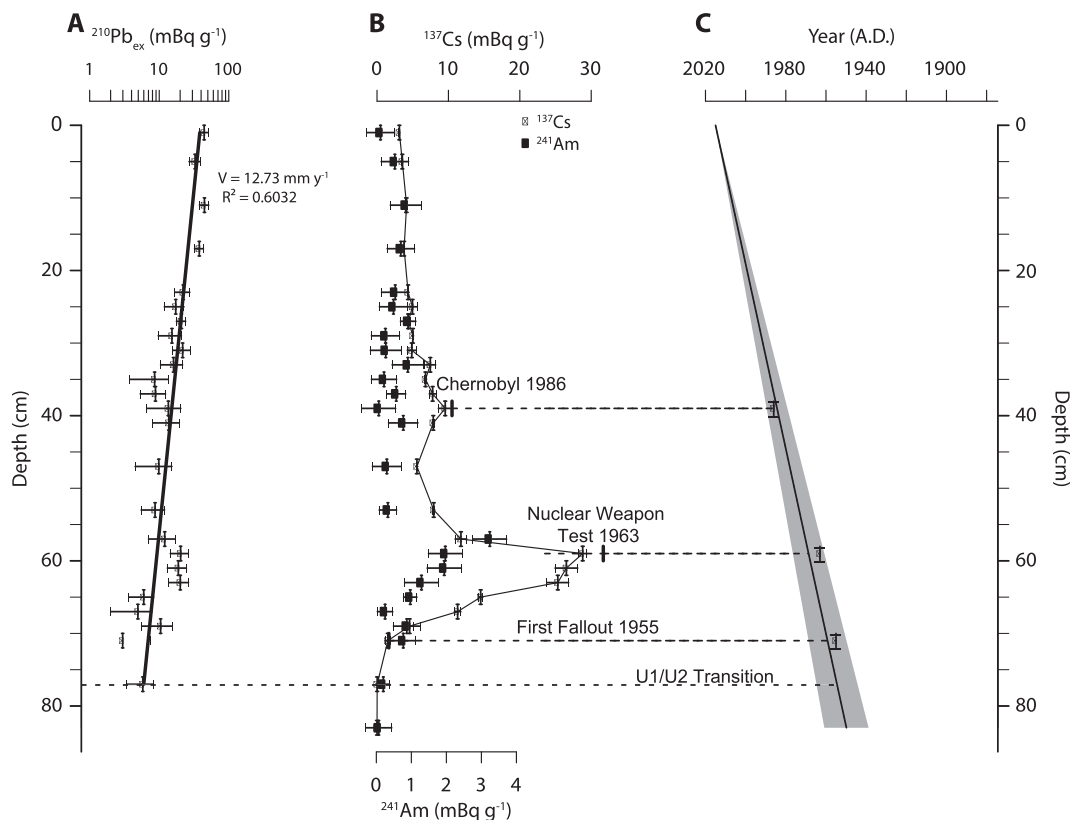 A
²¹⁰Pbₑₓ (mBq g⁻¹)
1 10 100
B
¹³⁷Cs (mBq g⁻¹)
0 10 20 30
C
Year (A.D.)
2020 1980 1940 1900
¹³⁷Cs
²⁴¹Am
V = 12.73 mm y⁻¹
R² = 0.6032
Depth (cm)
0
20
40
60
80
Chernobyl 1986
Nuclear Weapon
Test 1963
First Fallout 1955
U1/U2 Transition
0
20
40
60
80
Depth (cm)
0 1 2 3 4
²⁴¹Am (mBq g⁻¹)